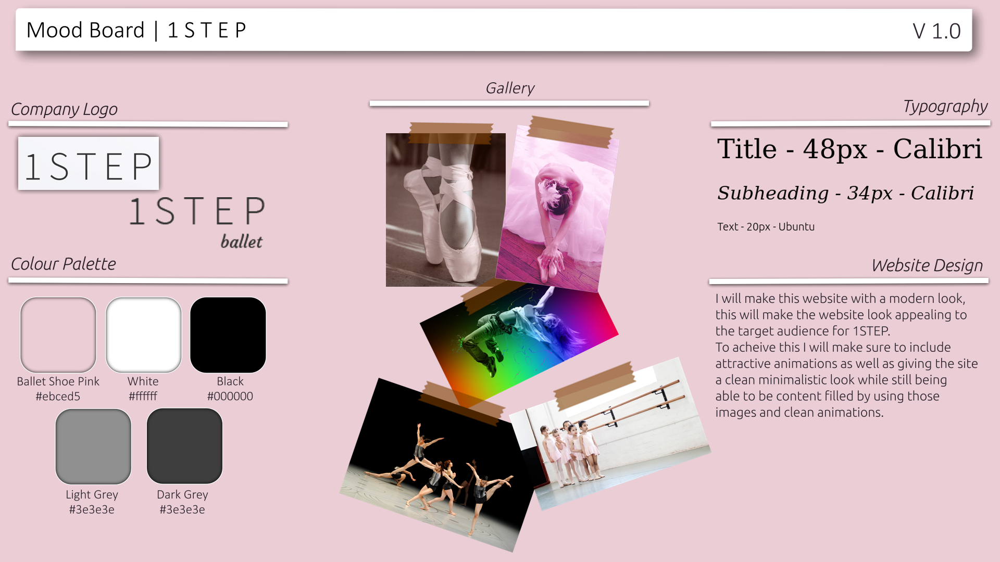 Mood Board | 1 S T E P
V 1.0
Company Logo
1 S T E P
1 S T E P
ballet
Colour Palette
Ballet Shoe Pink
#ebced5
White
#ffffff
Black
#000000
Light Grey
#3e3e3e
Dark Grey
#3e3e3e
Gallery
Typography
Title - 48px - Calibri
Subheading - 34px - Calibri
Text - 20px - Ubuntu
Website Design
I will make this website with a modern look,
this will make the website look appealing to
the target audience for 1STEP.
To acheive this I will make sure to include
attractive animations as well as giving the site
a clean minimalistic look while still being
able to be content filled by using those
images and clean animations.